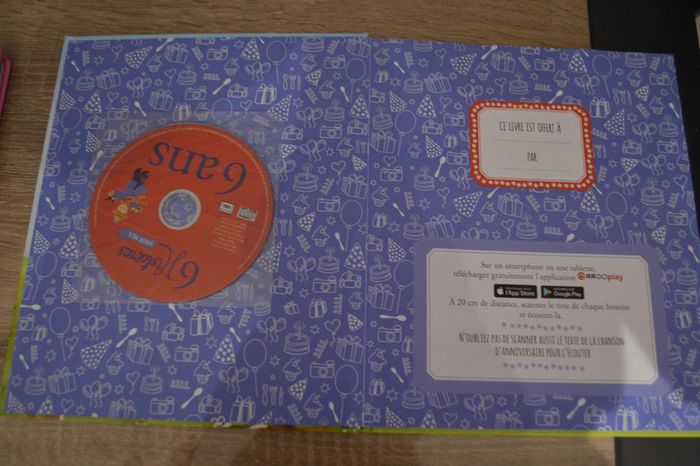 6 Histoires
pour mes
6 ans
CE LIVRE EST OFFERT À
PAR
Sur un smartphone ou une tablette,
téléchargez gratuitement l'application ARGOplay
App Store Google Play
À 20 cm de distance, scannez le titre de chaque histoire
et écoutez-la.
N'OUBLIEZ PAS DE SCANNER AUSSI LE TEXTE DE LA CHANSON
D'ANNIVERSAIRE POUR L'ÉCOUTER